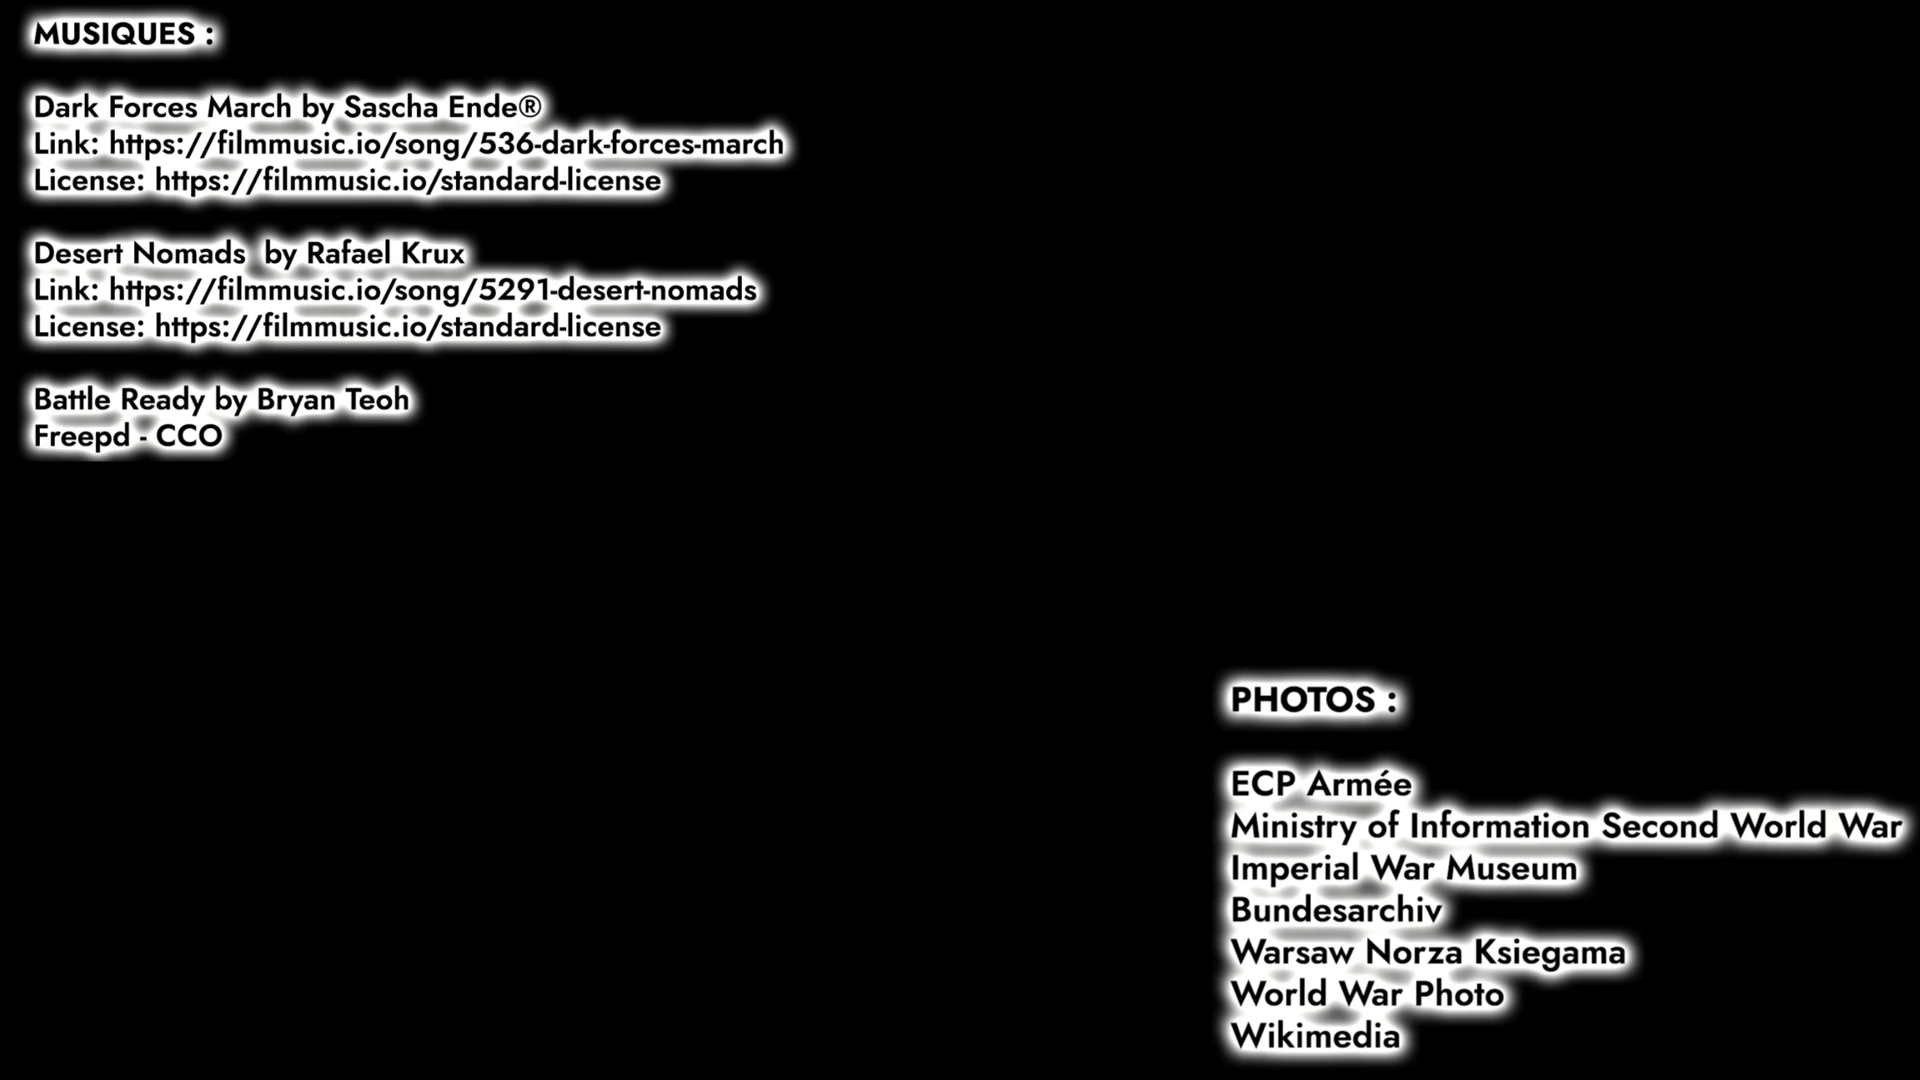 MUSIQUES :
Dark Forces March by Sascha Ende®
Link: https://filmmusic.io/song/536-dark-forces-march
License: https://filmmusic.io/standard-license
Desert Nomads  by Rafael Krux
Link: https://filmmusic.io/song/5291-desert-nomads
License: https://filmmusic.io/standard-license
Battle Ready by Bryan Teoh
Freepd - CCO
PHOTOS :
ECP Armée
Ministry of Information Second World War
Imperial War Museum
Bundesarchiv
Warsaw Norza Ksiegama
World War Photo
Wikimedia